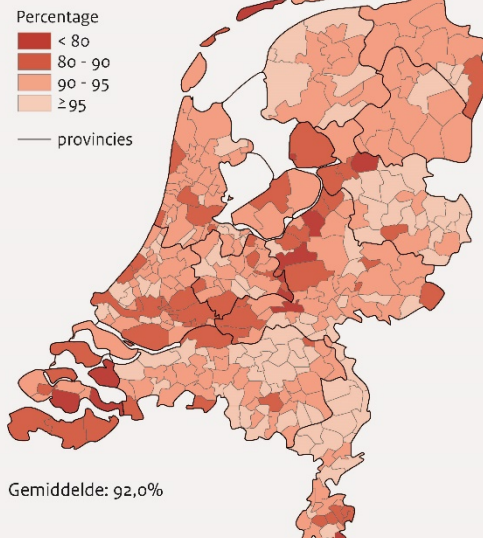 Percentage
< 80
80 - 90
90 - 95
≥ 95
provincies
Gemiddelde: 92,0%